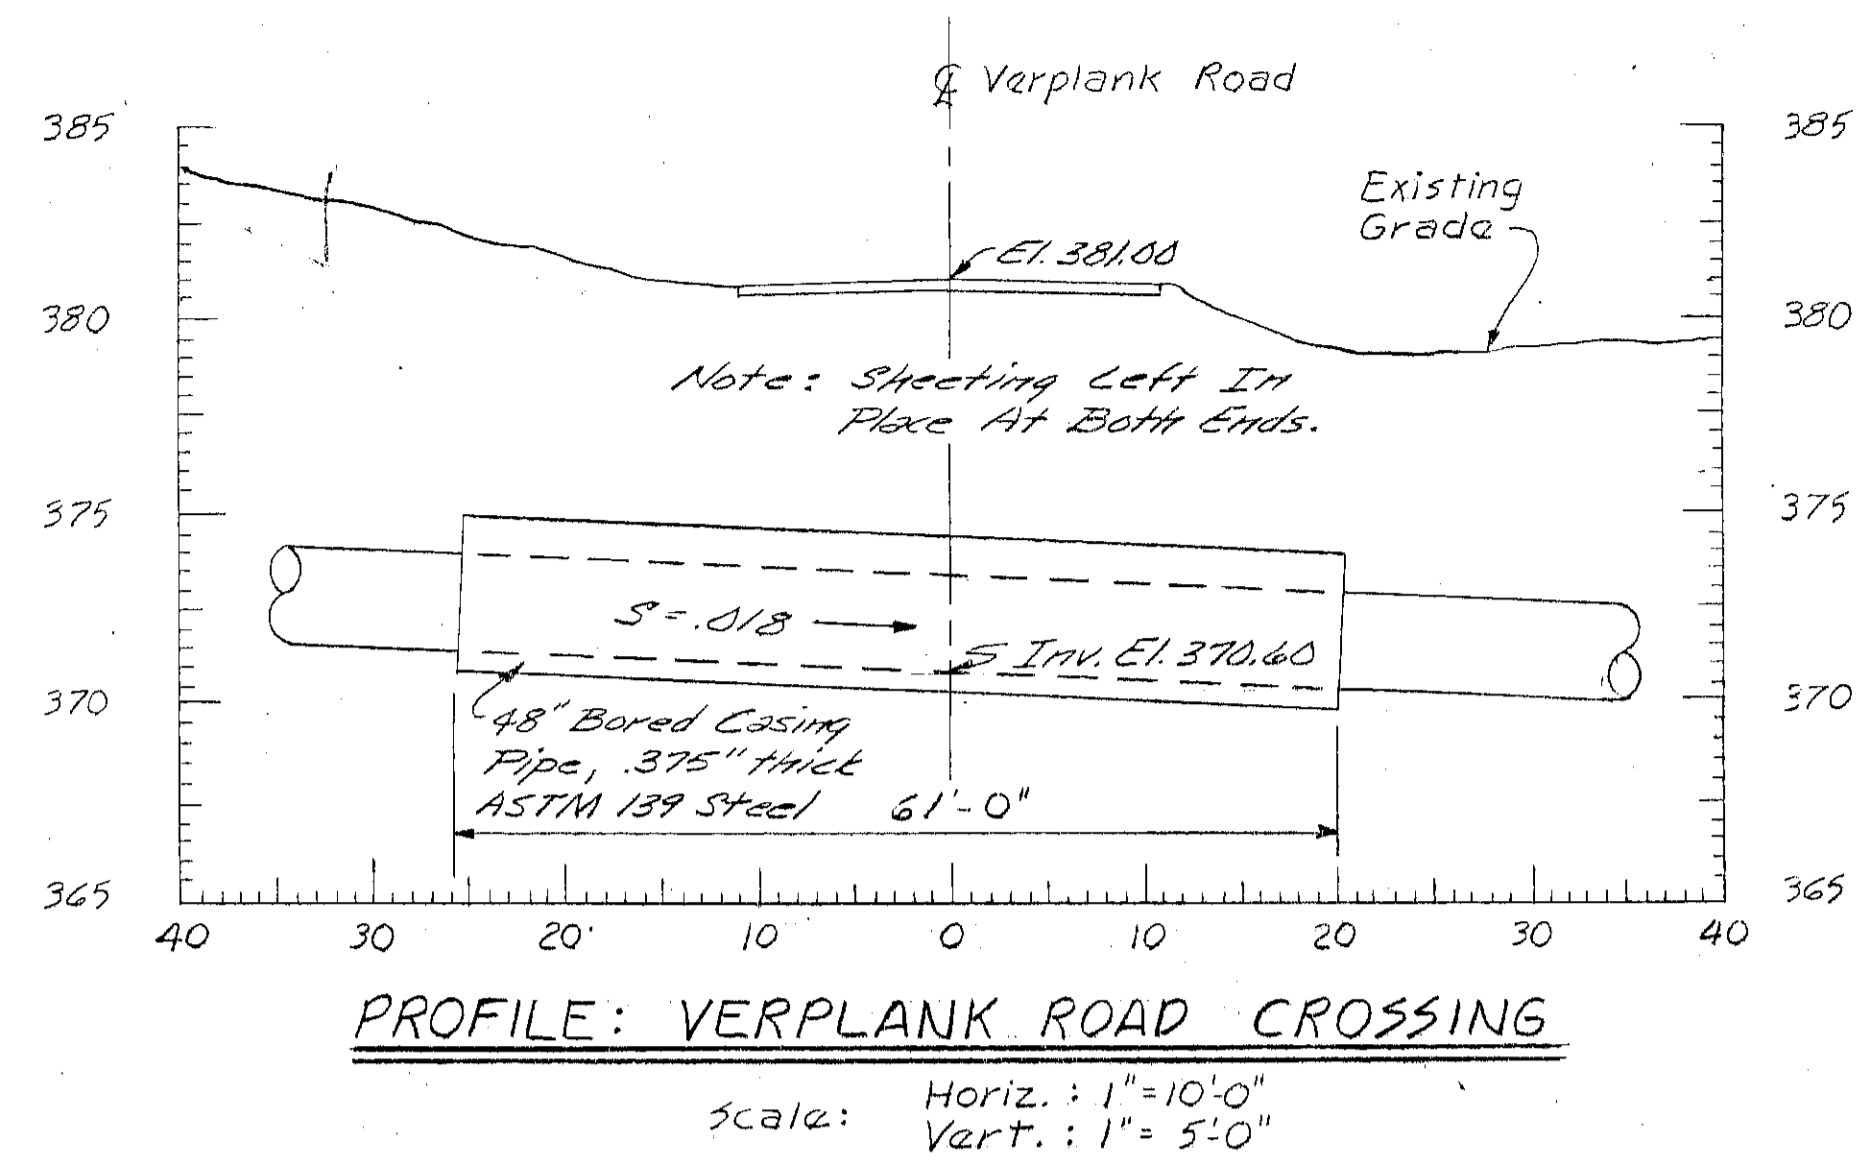 ℄ Verplank Road
385
385
Existing
Grade
El. 381.00
380
380
Note: Sheeting Left In
Place At Both Ends.
375
375
S=.018
Inv. El. 370.60
370
370
48" Bored Casing
Pipe, .375" thick
ASTM 139 Steel
61'-0"
365
365
40 30 20 10 0 10 20 30 40
PROFILE: VERPLANK ROAD CROSSING
Scale:
Horiz. : 1"=10'-0"
Vert. : 1"= 5'-0"